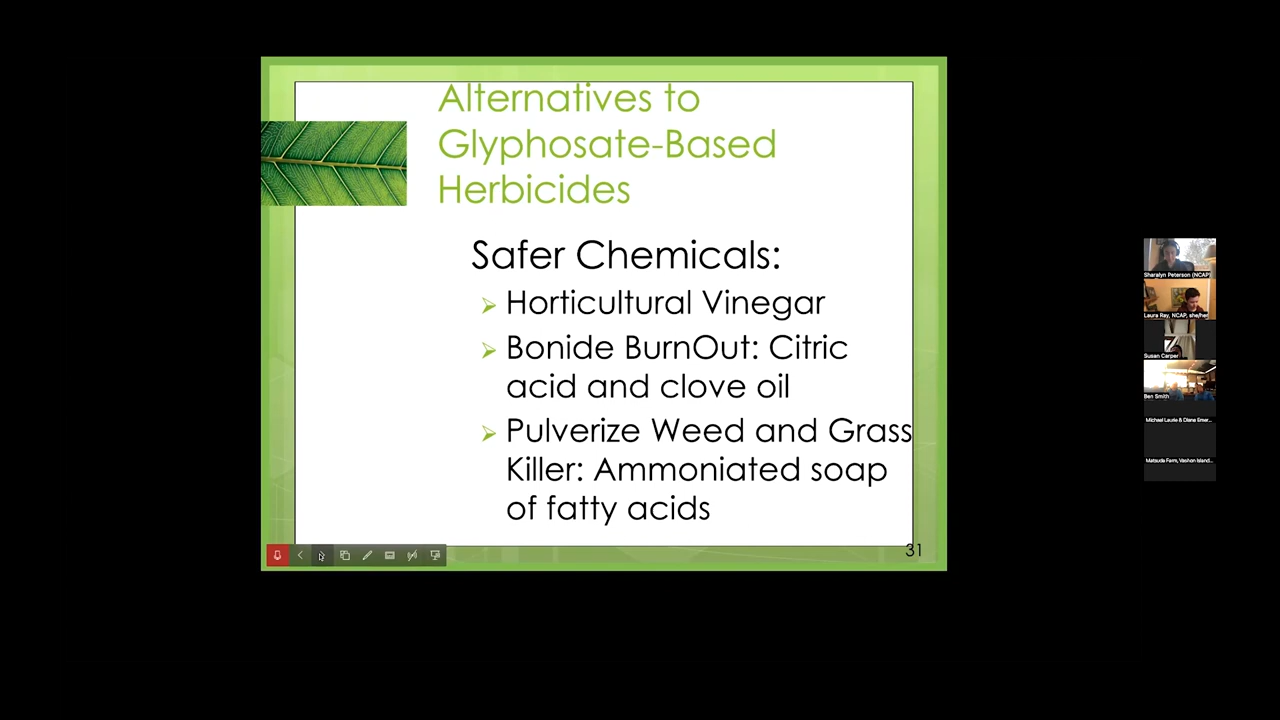 Alternatives to
Glyphosate-Based
Herbicides
Safer Chemicals:
Horticultural Vinegar
Bonide BurnOut: Citric
acid and clove oil
Pulverize Weed and Grass
Killer: Ammoniated soap
of fatty acids
31
Sharalyn Peterson (NCAP)
Laura Ray, NCAP, she/her
Susan Carper
Ben Smith
Michael Laurie & Diane Emer...
Matsuda Farm, Vashon Island...